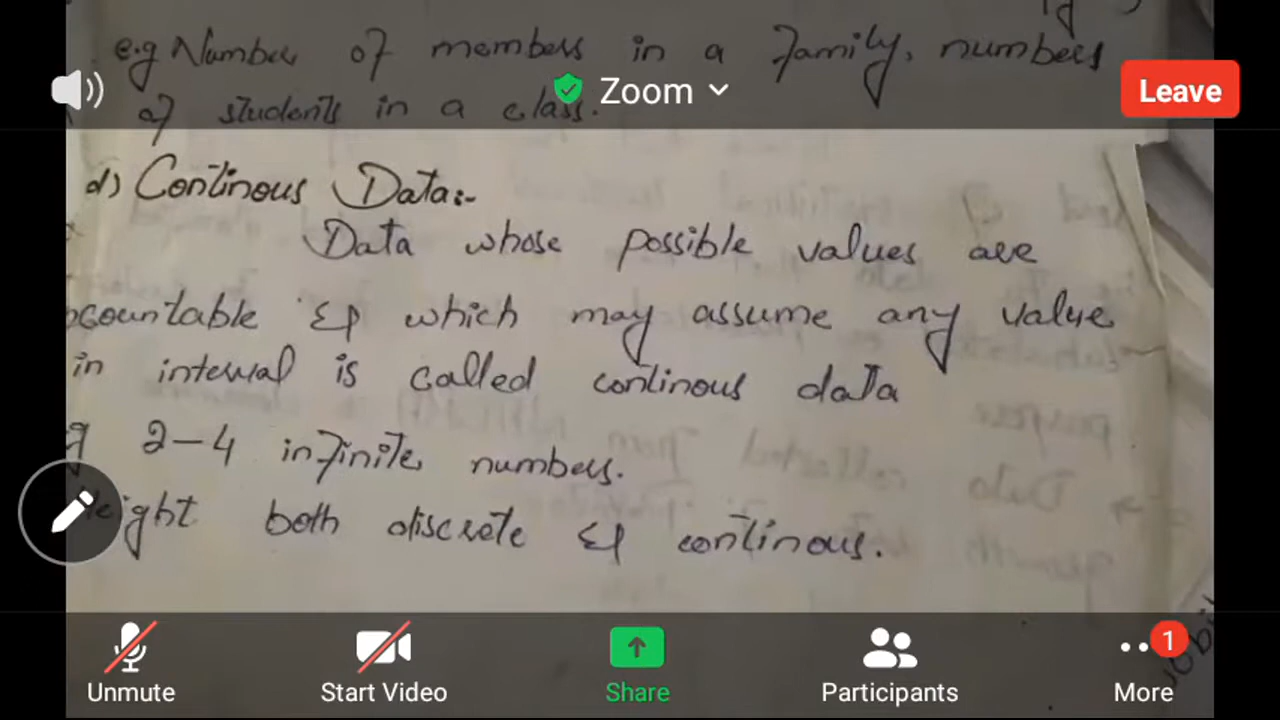 e.g Number of members in a family, numbers
Zoom
Leave
of students in a class.
d) Continous Data:-
Data whose possible values are
countable & which may assume any value
in interval is called continous data
2-4 infinite numbers.
both discrete & continous.
Unmute
Start Video
Share
Participants
More
1